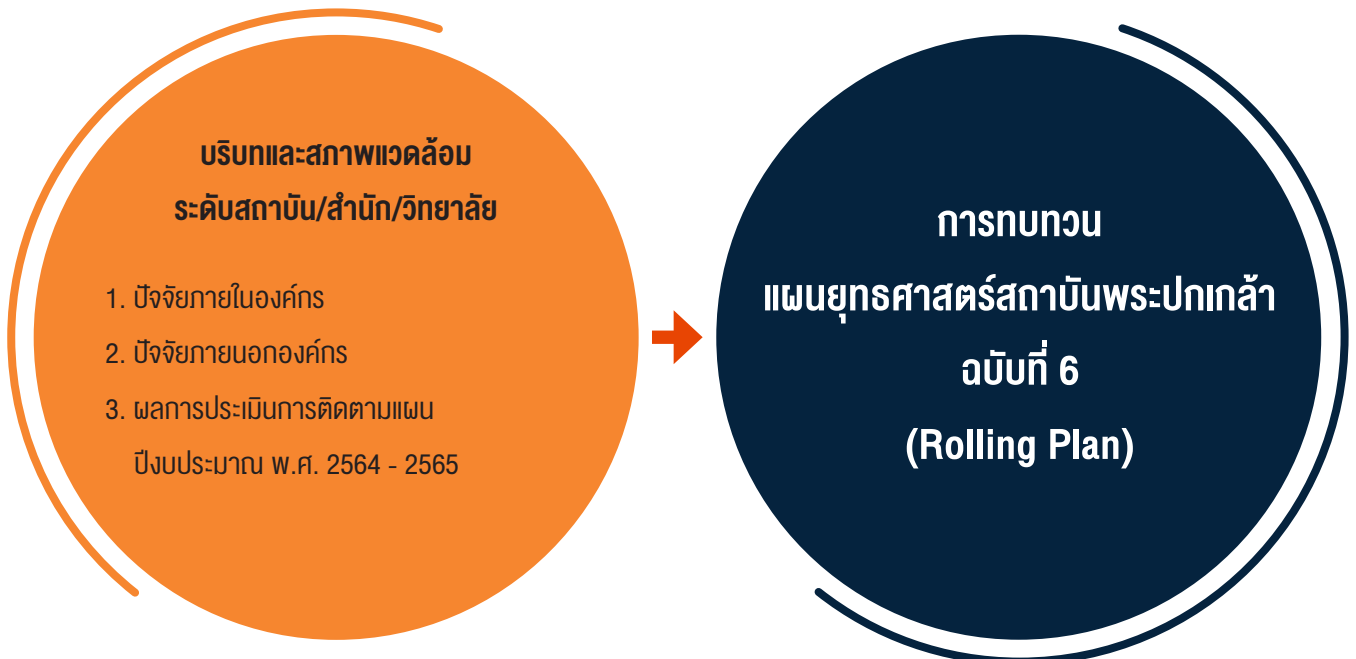 บริบทและสภาพแวดล้อม
ระดับสถาบัน/สำนัก/วิทยาลัย
1. ปัจจัยภายในองค์กร
2. ปัจจัยภายนอกองค์กร
3. ผลการประเมินการติดตามแผน
ปีงบประมาณ พ.ศ. 2564 - 2565
การทบทวน
แผนยุทธศาสตร์สถาบันพระปกเกล้า
ฉบับที่ 6
(Rolling Plan)